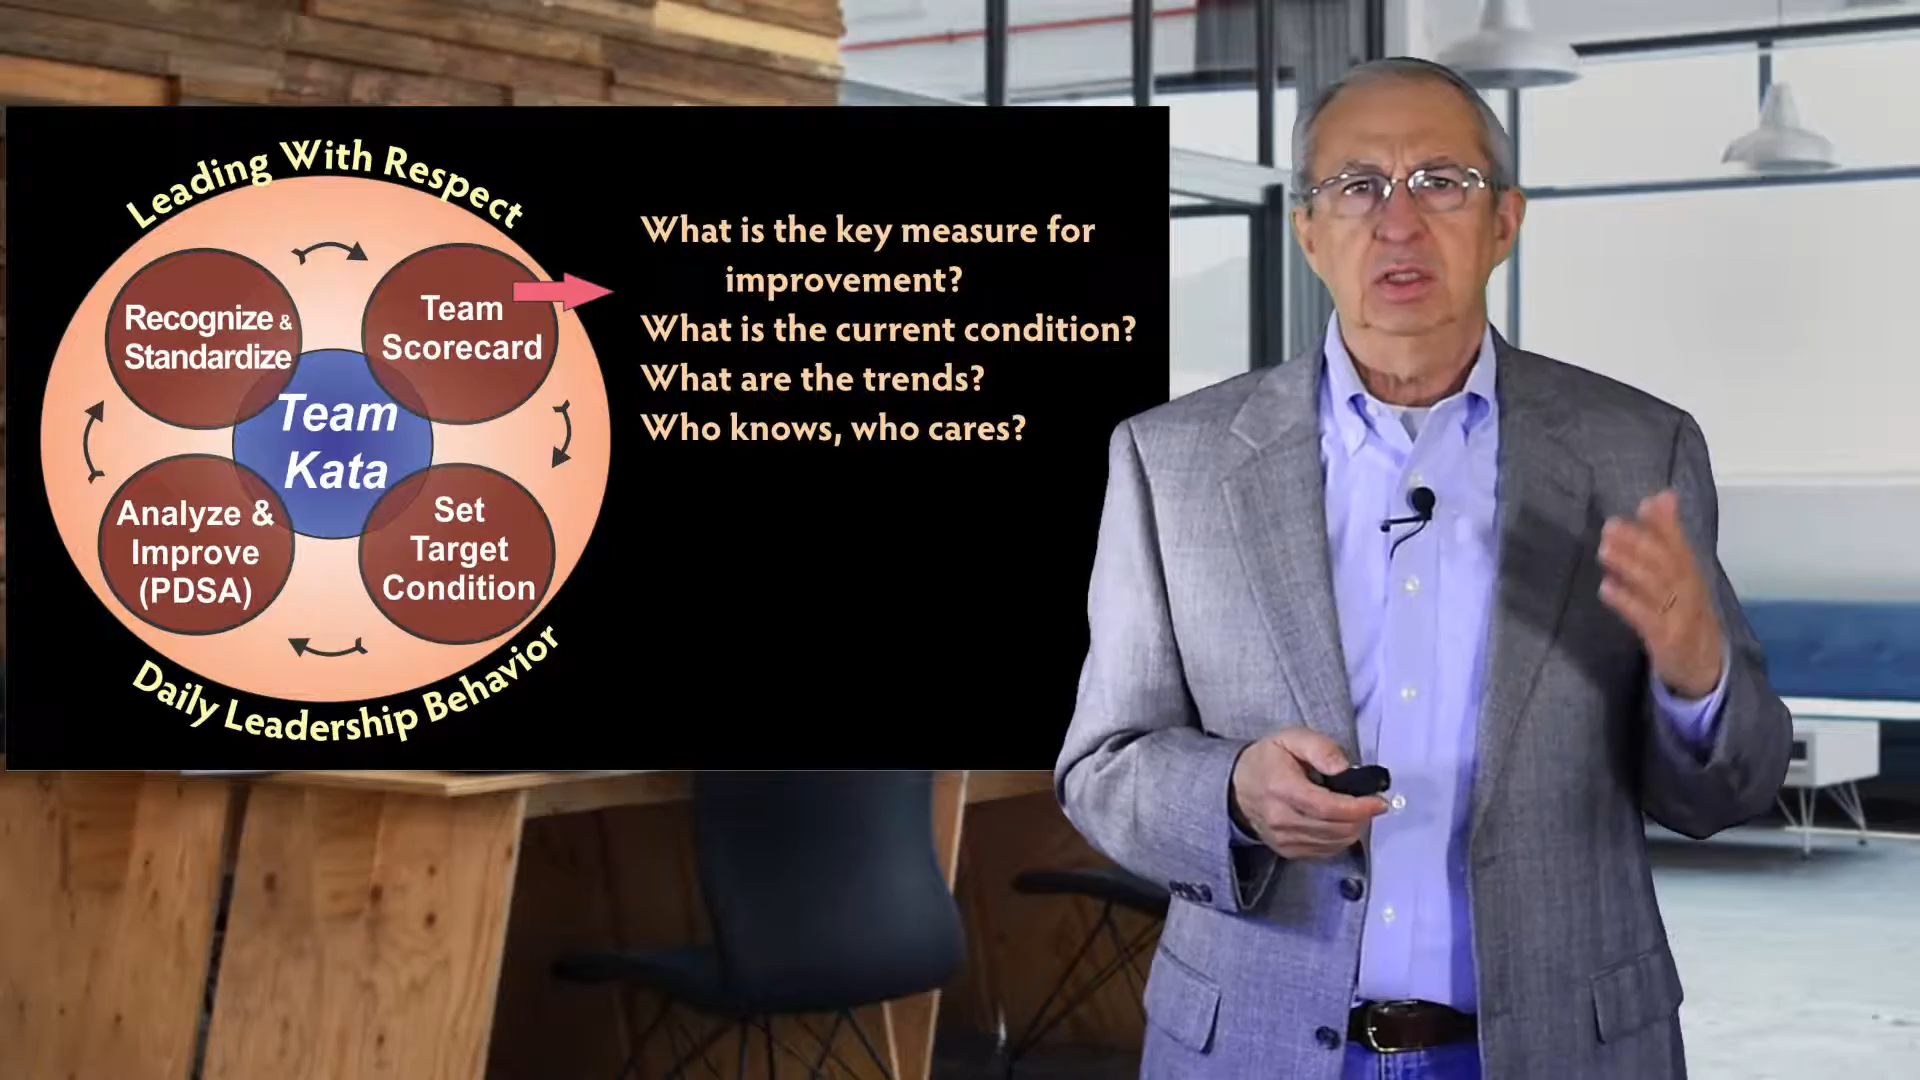 Leading With Respect
Recognize &
Standardize
Team
Scorecard
Team
Kata
Analyze &
Improve
(PDSA)
Set
Target
Condition
Daily Leadership Behavior
What is the key measure for
improvement?
What is the current condition?
What are the trends?
Who knows, who cares?